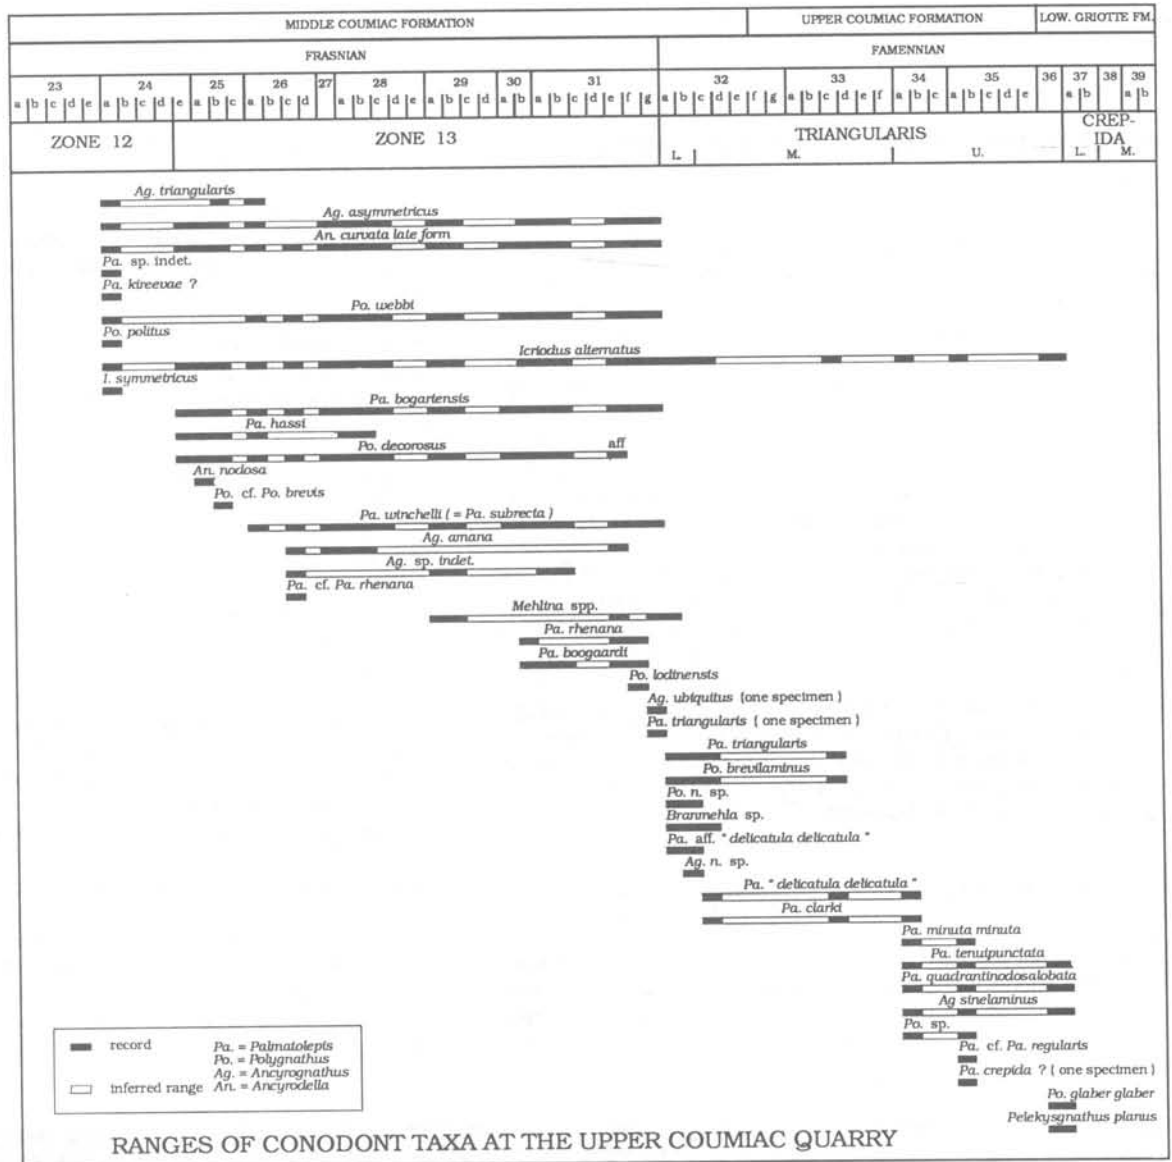 MIDDLE COUMIAC FORMATION UPPER COUMIAC FORMATION LOW. GRIOTTE FM.
FRASNIAN FAMENNIAN
23 24 25 26 27 28 29 30 31 32 33 34 35 36 37 38 39
a b c d e a b c d e a b c a b c d a b c d e a b c d a b a b c d e f g a b c d e f g a b c d e f a b c a b c d e a b a b
ZONE 12 ZONE 13 TRIANGULARIS CREP-
IDA
L. M. U. L. M.
Ag. triangularis
Ag. asymmetricus
An. curvata late form
Pa. sp. indet.
Pa. kireevae ?
Po. webbi
Po. politus
Icriodus alternatus
I. symmetricus
Pa. bogartensis
Pa. hassi
Po. decorosus aff
An. nodosa
Po. cf. Po. brevis
Pa. winchelli ( = Pa. subrecta )
Ag. amana
Ag. sp. indet.
Pa. cf. Pa. rhenana
Mehlina spp.
Pa. rhenana
Pa. boogaardi
Po. lodinensis
Ag. ubiquitus (one specimen )
Pa. triangularis ( one specimen )
Pa. triangularis
Po. brevilaminus
Po. n. sp.
Branmehla sp.
Pa. aff. " delicatula delicatula "
Ag. n. sp.
Pa. " delicatula delicatula "
Pa. clarki
Pa. minuta minuta
Pa. tenuipunctata
Pa. quadrantinodosalobata
Ag sinelaminus
Po. sp.
Pa. cf. Pa. regularis
Pa. crepida ? ( one specimen )
Po. glaber glaber
Pelekysgnathus planus
record
inferred range
Pa. = Palmatolepis
Po. = Polygnathus
Ag. = Ancyrognathus
An. = Ancyrodella
RANGES OF CONODONT TAXA AT THE UPPER COUMIAC QUARRY